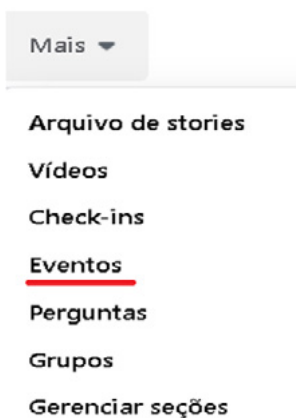 Mais
Arquivo de stories
Vídeos
Check-ins
Eventos
Perguntas
Grupos
Gerenciar seções